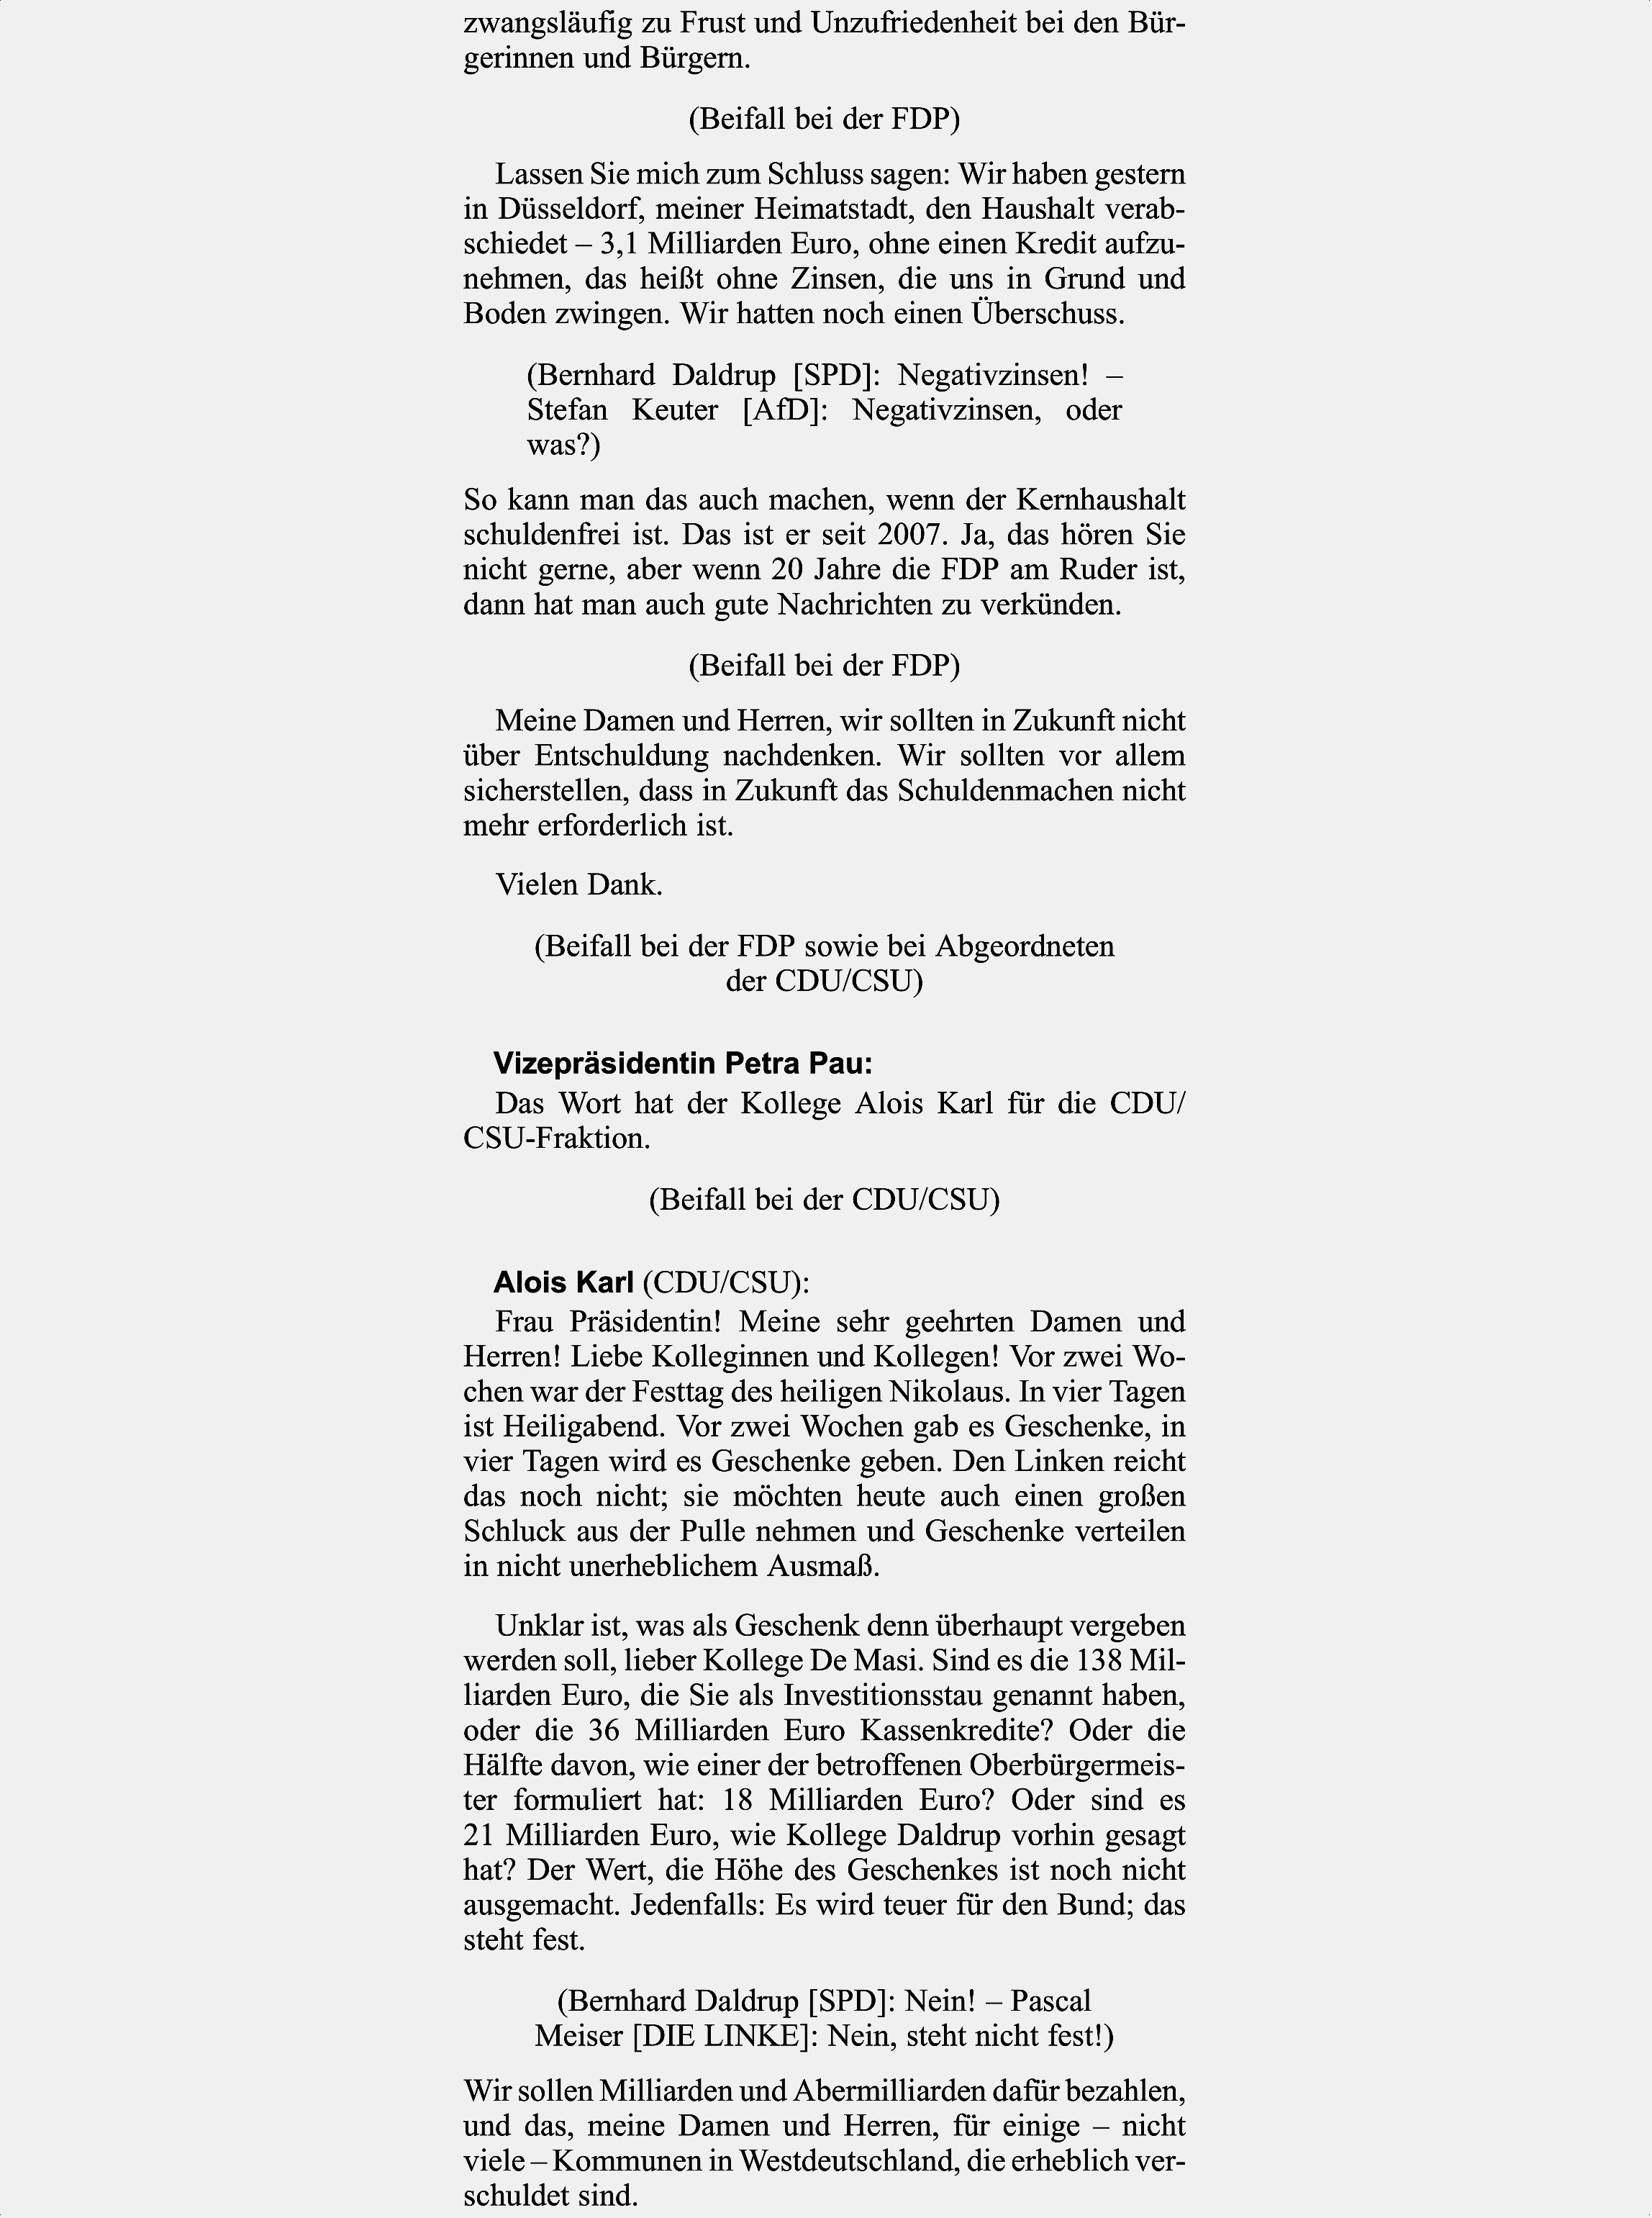 zwangsläufig zu Frust und Unzufriedenheit bei den Bür-
gerinnen und Bürgern.
(Beifall bei der FDP)
Lassen Sie mich zum Schluss sagen: Wir haben gestern
in Düsseldorf, meiner Heimatstadt, den Haushalt verab-
schiedet – 3,1 Milliarden Euro, ohne einen Kredit aufzu-
nehmen, das heißt ohne Zinsen, die uns in Grund und
Boden zwingen. Wir hatten noch einen Überschuss.
(Bernhard Daldrup [SPD]: Negativzinsen! –
Stefan Keuter [AfD]: Negativzinsen, oder
was?)
So kann man das auch machen, wenn der Kernhaushalt
schuldenfrei ist. Das ist er seit 2007. Ja, das hören Sie
nicht gerne, aber wenn 20 Jahre die FDP am Ruder ist,
dann hat man auch gute Nachrichten zu verkünden.
(Beifall bei der FDP)
Meine Damen und Herren, wir sollten in Zukunft nicht
über Entschuldung nachdenken. Wir sollten vor allem
sicherstellen, dass in Zukunft das Schuldenmachen nicht
mehr erforderlich ist.
Vielen Dank.
(Beifall bei der FDP sowie bei Abgeordneten
der CDU/CSU)
Vizepräsidentin Petra Pau:
Das Wort hat der Kollege Alois Karl für die CDU/
CSU-Fraktion.
(Beifall bei der CDU/CSU)
Alois Karl (CDU/CSU):
Frau Präsidentin! Meine sehr geehrten Damen und
Herren! Liebe Kolleginnen und Kollegen! Vor zwei Wo-
chen war der Festtag des heiligen Nikolaus. In vier Tagen
ist Heiligabend. Vor zwei Wochen gab es Geschenke, in
vier Tagen wird es Geschenke geben. Den Linken reicht
das noch nicht; sie möchten heute auch einen großen
Schluck aus der Pulle nehmen und Geschenke verteilen
in nicht unerheblichem Ausmaß.
Unklar ist, was als Geschenk denn überhaupt vergeben
werden soll, lieber Kollege De Masi. Sind es die 138 Mil-
liarden Euro, die Sie als Investitionsstau genannt haben,
oder die 36 Milliarden Euro Kassenkredite? Oder die
Hälfte davon, wie einer der betroffenen Oberbürgermeis-
ter formuliert hat: 18 Milliarden Euro? Oder sind es
21 Milliarden Euro, wie Kollege Daldrup vorhin gesagt
hat? Der Wert, die Höhe des Geschenkes ist noch nicht
ausgemacht. Jedenfalls: Es wird teuer für den Bund; das
steht fest.
(Bernhard Daldrup [SPD]: Nein! – Pascal
Meiser [DIE LINKE]: Nein, steht nicht fest!)
Wir sollen Milliarden und Abermilliarden dafür bezahlen,
und das, meine Damen und Herren, für einige – nicht
viele – Kommunen in Westdeutschland, die erheblich ver-
schuldet sind.